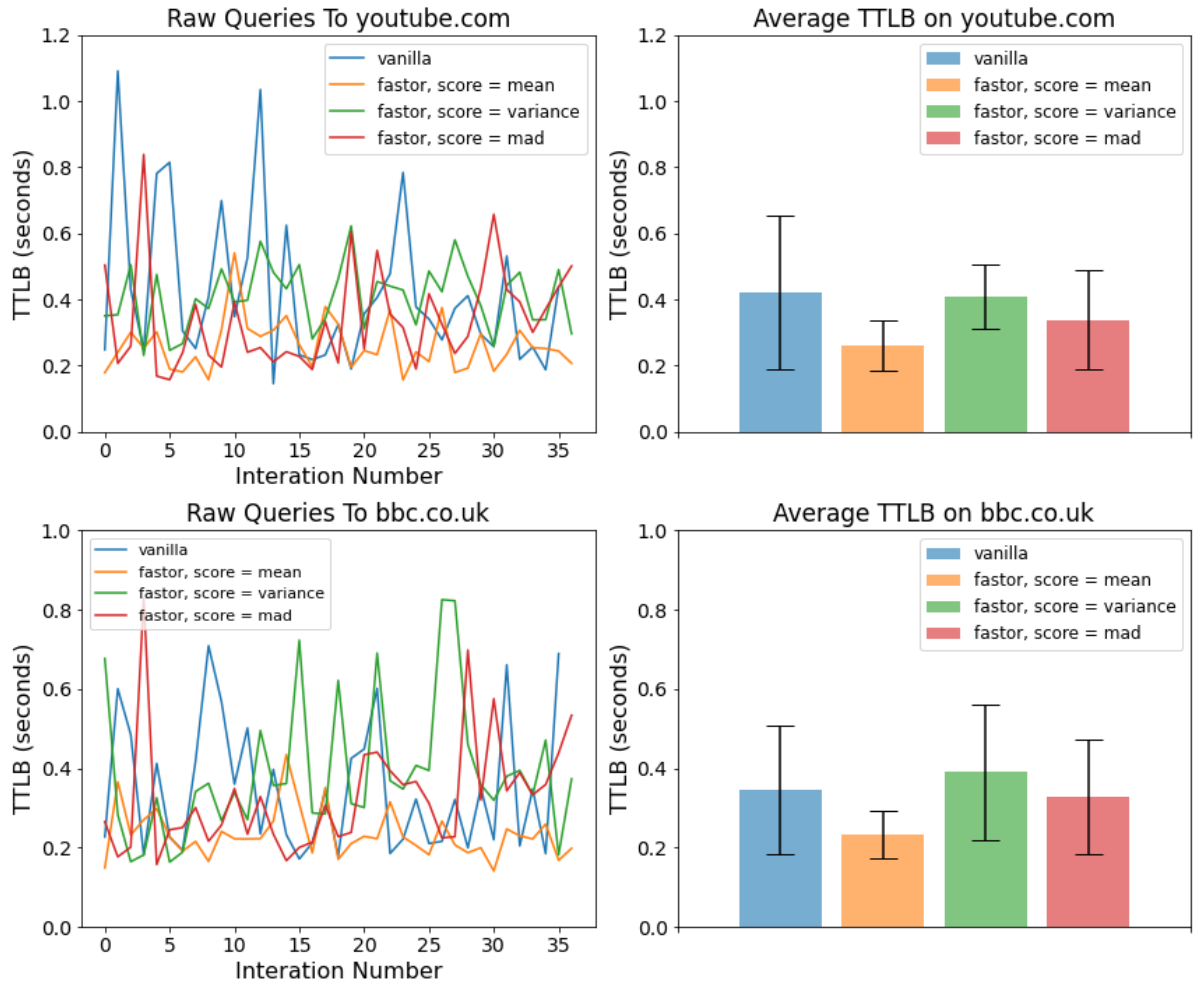 Raw Queries To youtube.com
TTLB (seconds)
1.2
1.0
0.8
0.6
0.4
0.2
0.0
vanilla
fastor, score = mean
fastor, score = variance
fastor, score = mad
0 5 10 15 20 25 30 35
Interation Number
Average TTLB on youtube.com
TTLB (seconds)
1.2
1.0
0.8
0.6
0.4
0.2
0.0
vanilla
fastor, score = mean
fastor, score = variance
fastor, score = mad
Raw Queries To bbc.co.uk
TTLB (seconds)
1.0
0.8
0.6
0.4
0.2
0.0
vanilla
fastor, score = mean
fastor, score = variance
fastor, score = mad
0 5 10 15 20 25 30 35
Interation Number
Average TTLB on bbc.co.uk
TTLB (seconds)
1.0
0.8
0.6
0.4
0.2
0.0
vanilla
fastor, score = mean
fastor, score = variance
fastor, score = mad